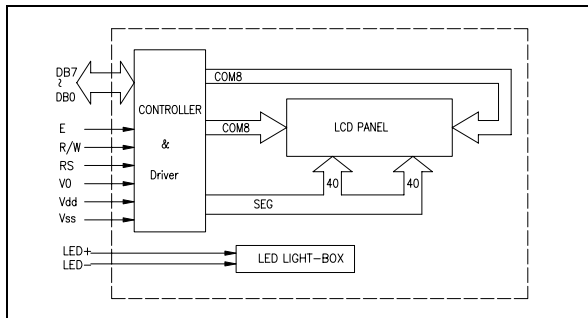 DB7
~
DB0
E
R/W
RS
V0
Vdd
Vss
LED+
LED-
CONTROLLER
&
Driver
COM8
COM8
LCD PANEL
40
40
SEG
LED LIGHT-BOX